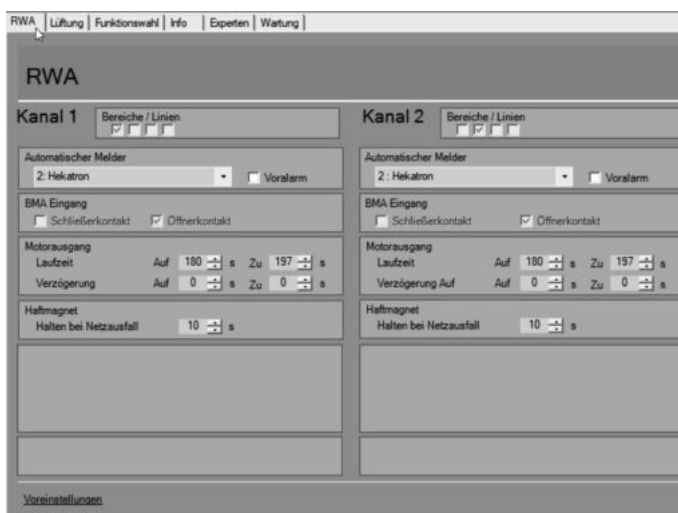 RWA Lüftung Funktionswahl Info Experten Wartung
RWA
Kanal 1 Bereiche / Linien
Automatischer Melder
2: Hekatron Voralarm
BMA Eingang
Schließerkontakt Öffnerkontakt
Motorausgang
Laufzeit Auf 180 s Zu 197 s
Verzögerung Auf 0 s Zu 0 s
Haftmagnet
Halten bei Netzausfall 10 s
Kanal 2 Bereiche / Linien
Automatischer Melder
2 : Hekatron Voralarm
BMA Eingang
Schließerkontakt Öffnerkontakt
Motorausgang
Laufzeit Auf 180 s Zu 197 s
Verzögerung Auf Auf 0 s Zu 0 s
Haftmagnet
Halten bei Netzausfall 10 s
Voreinstellungen